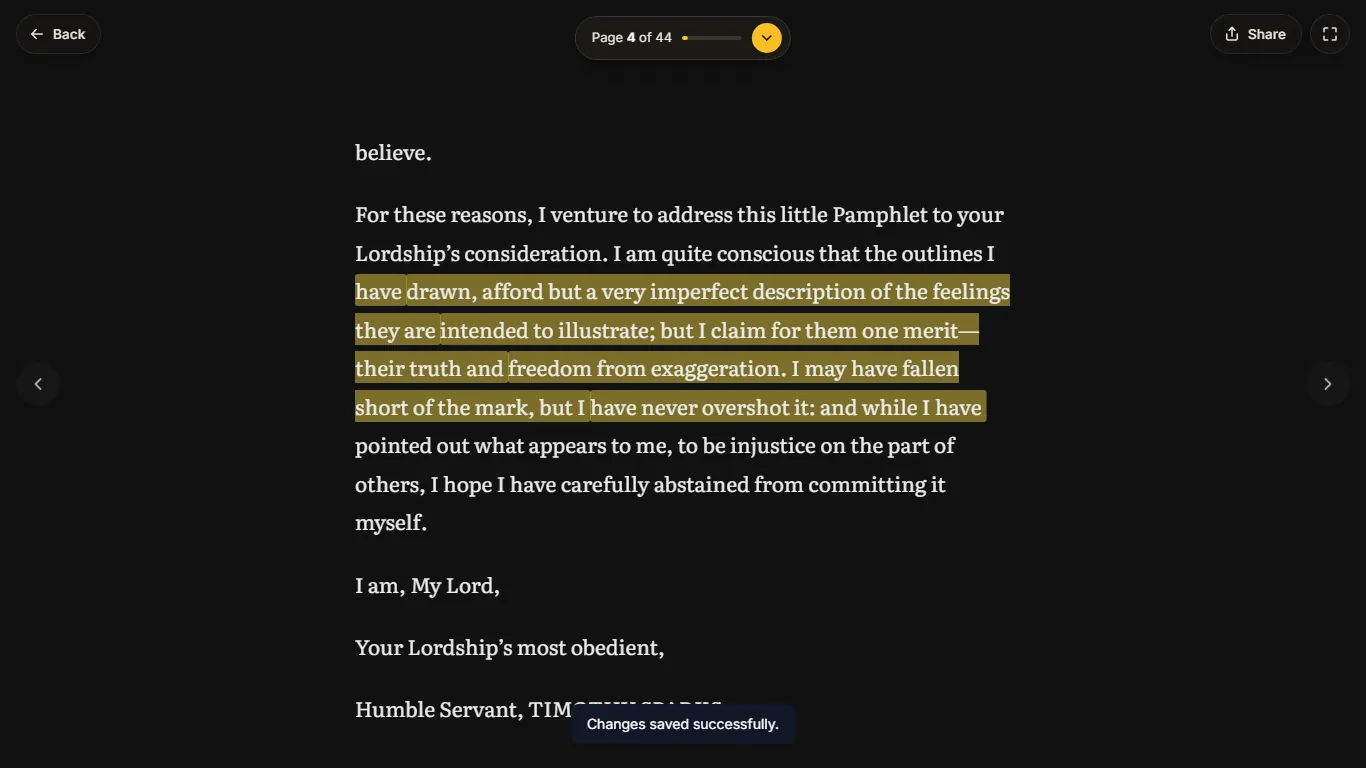 Back
Page 4 of 44
Share
believe.
For these reasons, I venture to address this little Pamphlet to your
Lordship’s consideration. I am quite conscious that the outlines I
have drawn, afford but a very imperfect description of the feelings
they are intended to illustrate; but I claim for them one merit—
their truth and freedom from exaggeration. I may have fallen
short of the mark, but I have never overshot it: and while I have
pointed out what appears to me, to be injustice on the part of
others, I hope I have carefully abstained from committing it
myself.
I am, My Lord,
Your Lordship’s most obedient,
Humble Servant, TIMOTHY SPARKS
Changes saved successfully.